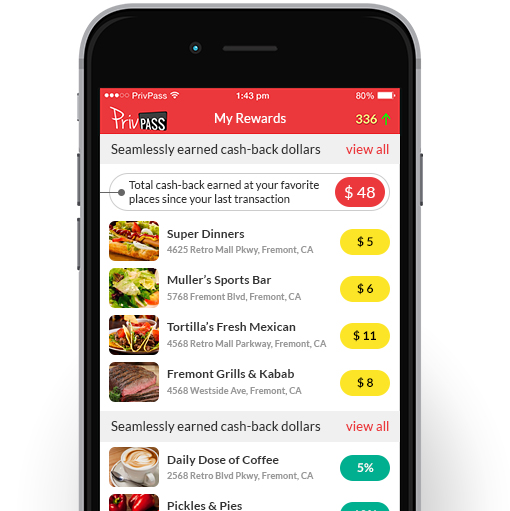 PrivPass 1:43 pm 80%
Priv PASS My Rewards 336
Seamlessly earned cash-back dollars view all
Total cash-back earned at your favorite
places since your last transaction
$ 48
Super Dinners
4625 Retro Mall Pkwy, Fremont, CA
$ 5
Muller's Sports Bar
5768 Fremont Blvd, Fremont, CA
$ 6
Tortilla's Fresh Mexican
4568 Retro Mall Parkway, Fremont, CA
$ 11
Fremont Grills & Kabab
4568 Westside Ave, Fremont, CA
$ 8
Seamlessly earned cash-back dollars view all
Daily Dose of Coffee
2568 Retro Blvd Pkwy, Fremont, CA
5%
Pickles & Pies